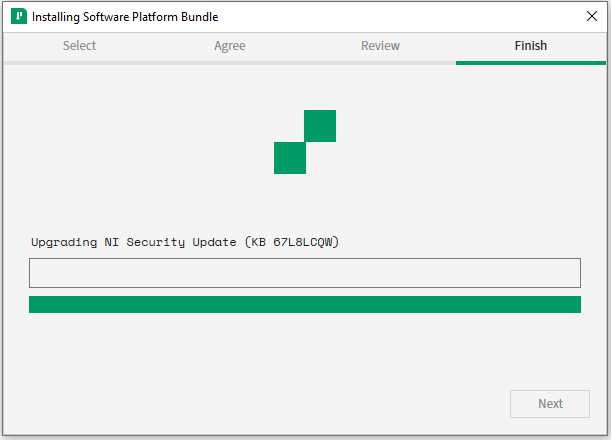 Installing Software Platform Bundle
Select Agree Review Finish
Upgrading NI Security Update (KB 67L8LCQW)
Next